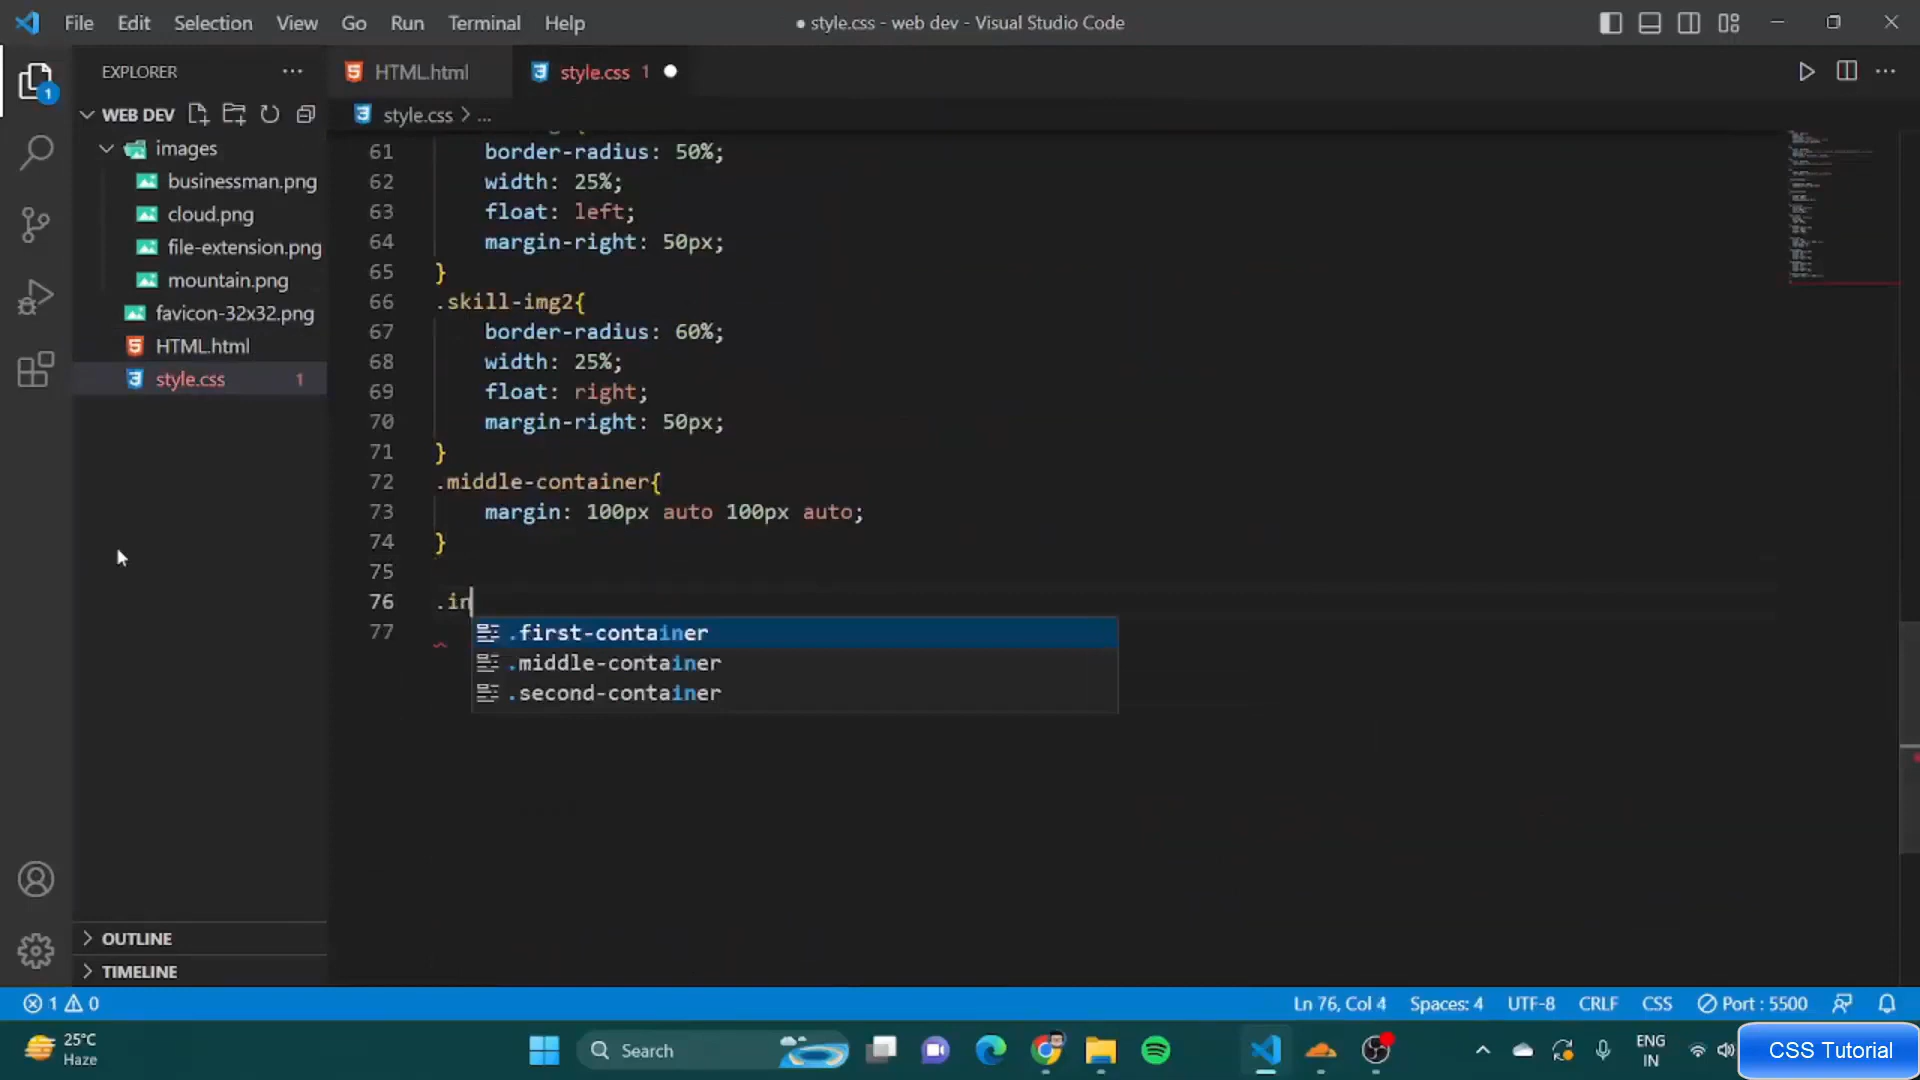 File Edit Selection View Go Run Terminal Help
● style.css - web dev - Visual Studio Code
EXPLORER
HTML.html
style.css 1
WEB DEV
style.css > ...
images
businessman.png
cloud.png
file-extension.png
mountain.png
favicon-32x32.png
HTML.html
style.css 1
1
61 border-radius: 50%;
62 width: 25%;
63 float: left;
64 margin-right: 50px;
65 }
66 .skill-img2{
67 border-radius: 60%;
68 width: 25%;
69 float: right;
70 margin-right: 50px;
71 }
72 .middle-container{
73 margin: 100px auto 100px auto;
74 }
75
76 .in
77
.first-container
.middle-container
.second-container
OUTLINE
TIMELINE
1 0
Ln 76, Col 4 Spaces: 4 UTF-8 CRLF CSS Port : 5500
25°C
Haze
Search
ENG
IN
CSS Tutorial